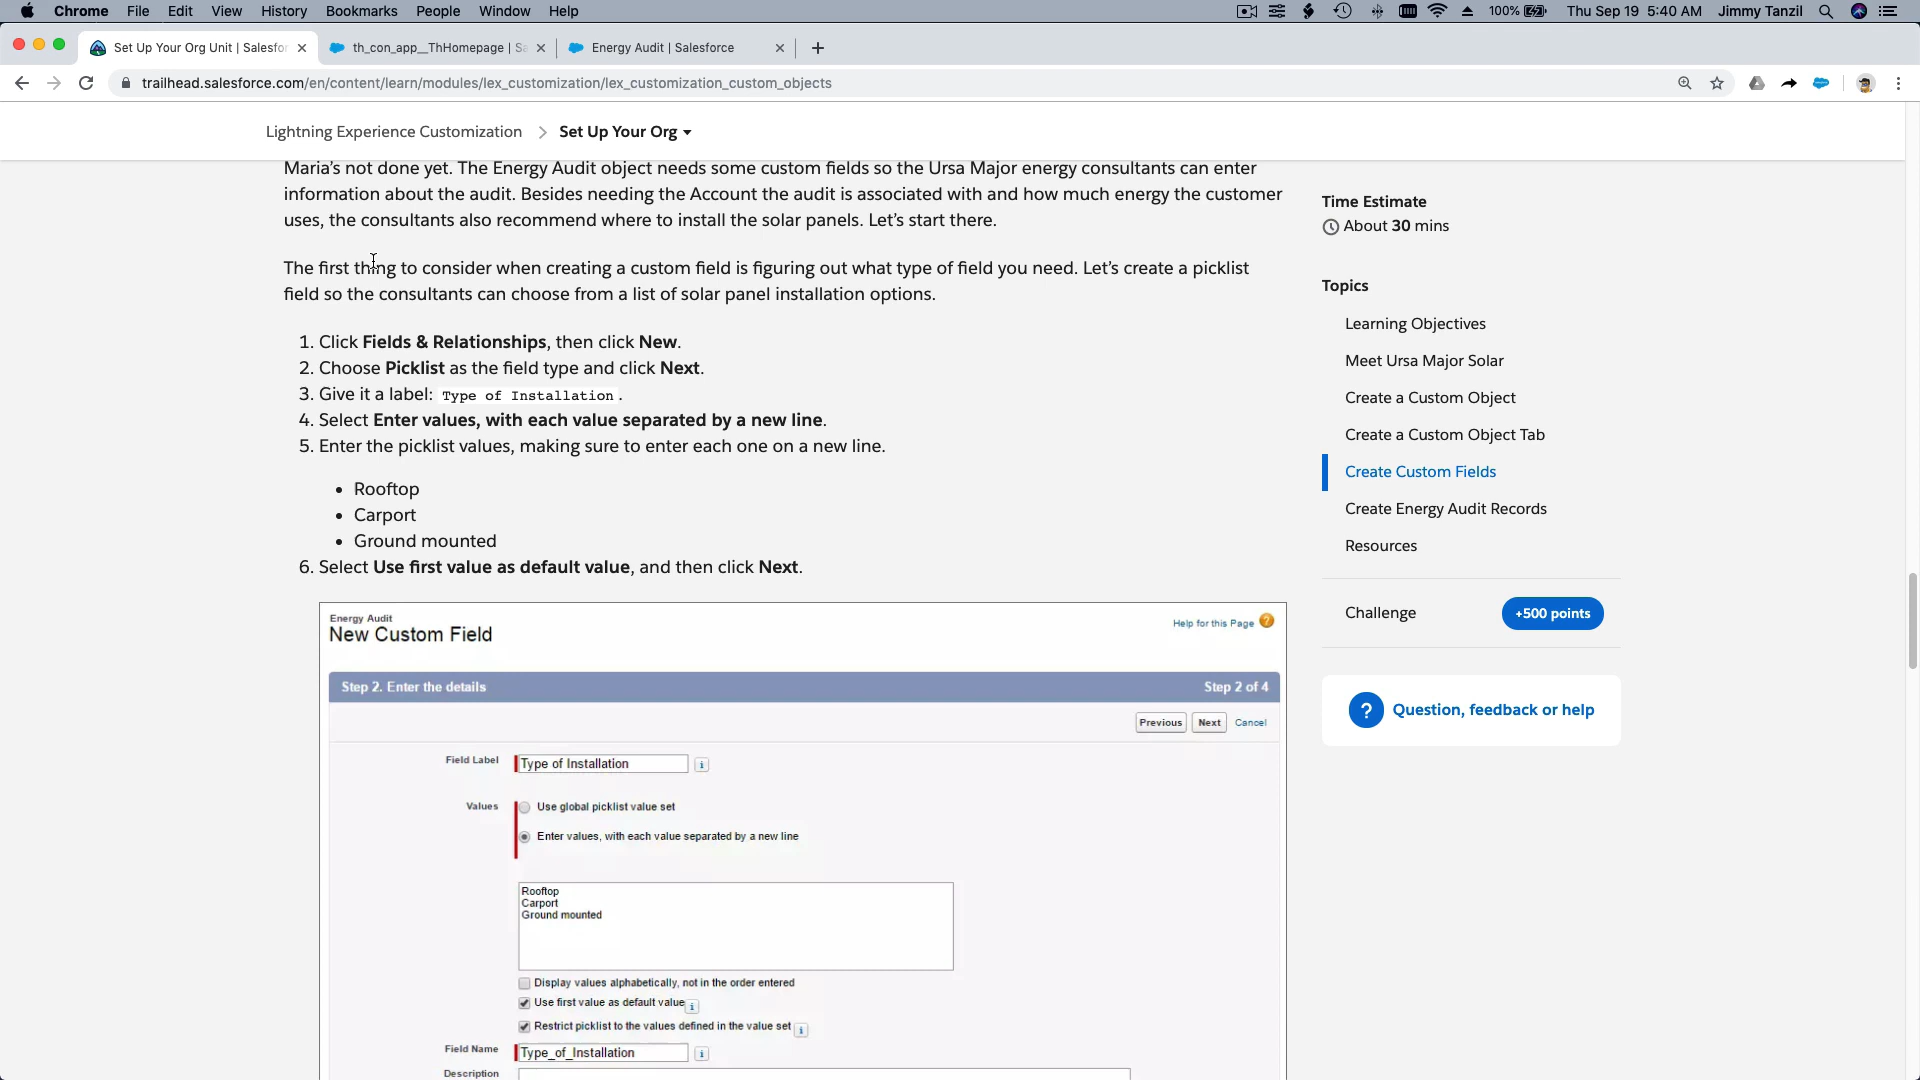 Chrome File Edit View History Bookmarks People Window Help 100% Thu Sep 19 5:40 AM Jimmy Tanzil
Set Up Your Org Unit | Salesfor th_con_app__ThHomepage | Sa Energy Audit | Salesforce
trailhead.salesforce.com/en/content/learn/modules/lex_customization/lex_customization_custom_objects
Lightning Experience Customization > Set Up Your Org
Maria’s not done yet. The Energy Audit object needs some custom fields so the Ursa Major energy consultants can enter
information about the audit. Besides needing the Account the audit is associated with and how much energy the customer
uses, the consultants also recommend where to install the solar panels. Let’s start there.
The first thing to consider when creating a custom field is figuring out what type of field you need. Let’s create a picklist
field so the consultants can choose from a list of solar panel installation options.
1. Click Fields & Relationships, then click New.
2. Choose Picklist as the field type and click Next.
3. Give it a label: Type of Installation .
4. Select Enter values, with each value separated by a new line.
5. Enter the picklist values, making sure to enter each one on a new line.
• Rooftop
• Carport
• Ground mounted
6. Select Use first value as default value, and then click Next.
Energy Audit
New Custom Field
Help for this Page ?
Step 2. Enter the details Step 2 of 4
Previous Next Cancel
Field Label Type of Installation i
Values Use global picklist value set
Enter values, with each value separated by a new line
Rooftop
Carport
Ground mounted
Display values alphabetically, not in the order entered
Use first value as default value i
Restrict picklist to the values defined in the value set i
Field Name Type_of_Installation i
Description
Time Estimate
About 30 mins
Topics
Learning Objectives
Meet Ursa Major Solar
Create a Custom Object
Create a Custom Object Tab
Create Custom Fields
Create Energy Audit Records
Resources
Challenge +500 points
? Question, feedback or help